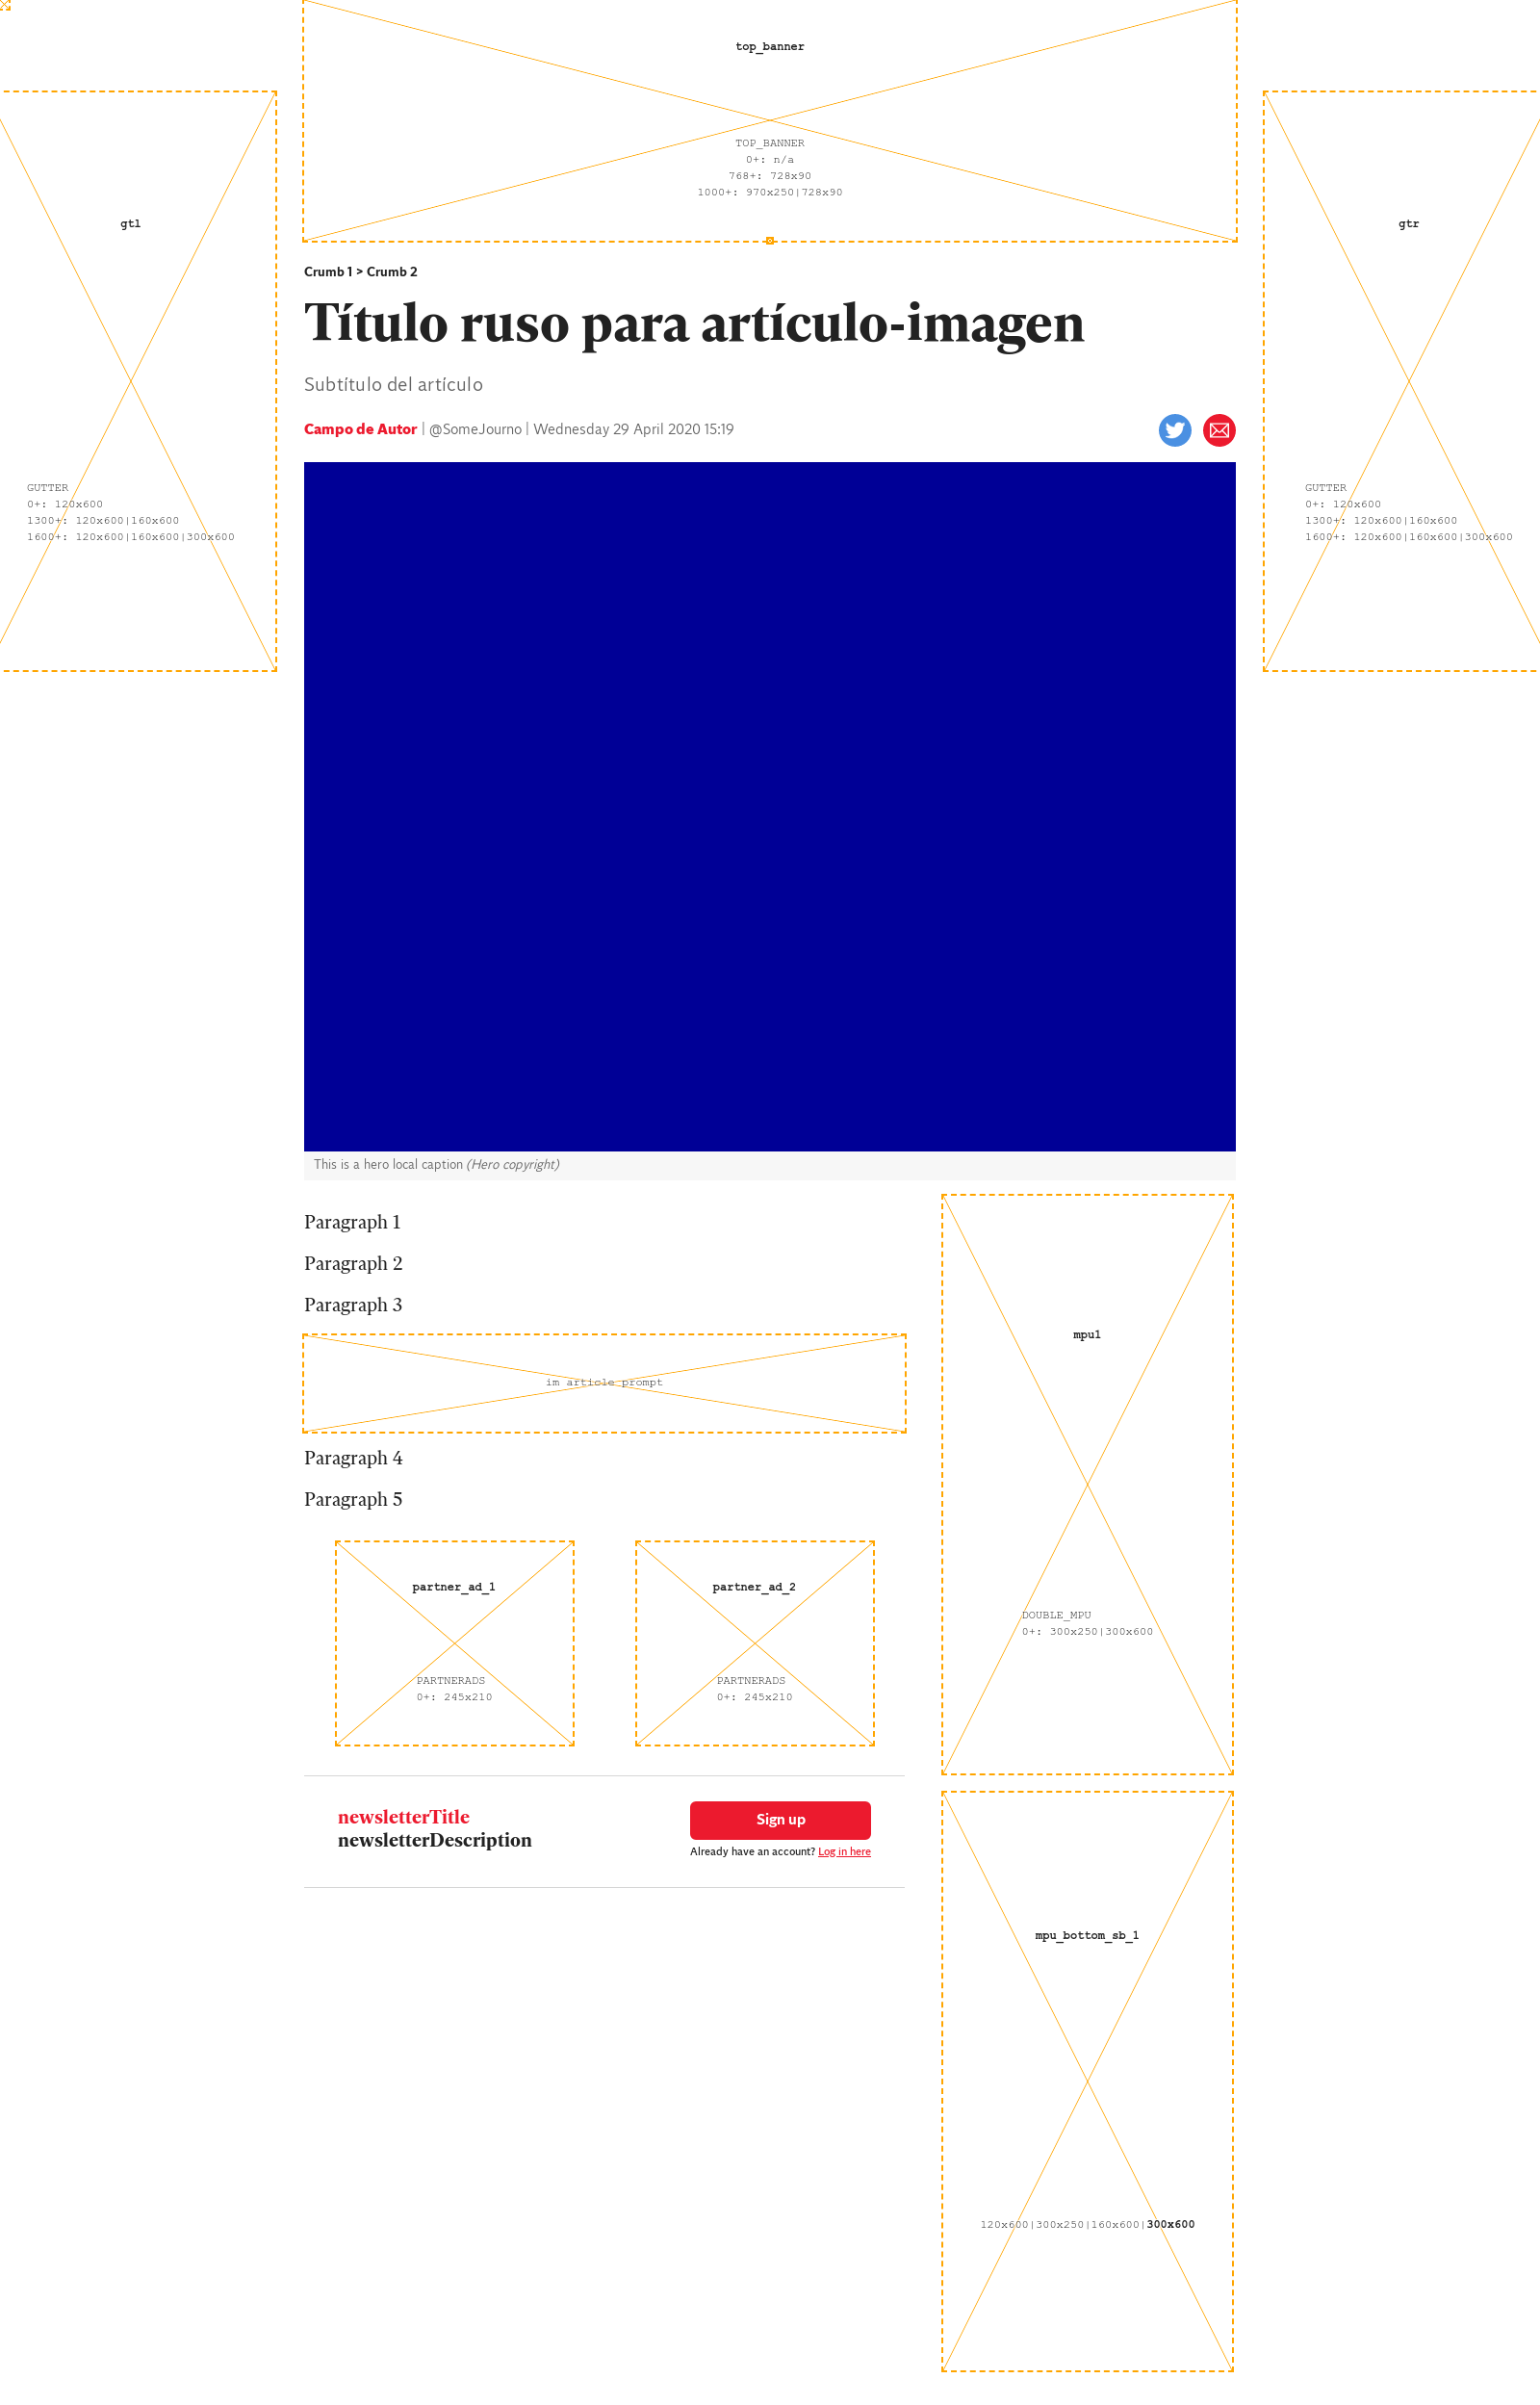 top_banner
TOP_BANNER
0+: n/a
768+: 728x90
1000+: 970x250|728x90
gtl
GUTTER
0+: 120x600
1300+: 120x600|160x600
1600+: 120x600|160x600|300x600
gtr
GUTTER
0+: 120x600
1300+: 120x600|160x600
1600+: 120x600|160x600|300x600
Crumb 1 > Crumb 2
Título ruso para artículo-imagen
Subtítulo del artículo
Campo de Autor | @SomeJourno | Wednesday 29 April 2020 15:19
This is a hero local caption (Hero copyright)
Paragraph 1
Paragraph 2
Paragraph 3
im article prompt
Paragraph 4
Paragraph 5
partner_ad_1
PARTNERADS
0+: 245x210
partner_ad_2
PARTNERADS
0+: 245x210
newsletterTitle
newsletterDescription
Sign up
Already have an account? Log in here
mpu1
DOUBLE_MPU
0+: 300x250|300x600
mpu_bottom_sb_1
120x600|300x250|160x600|300x600